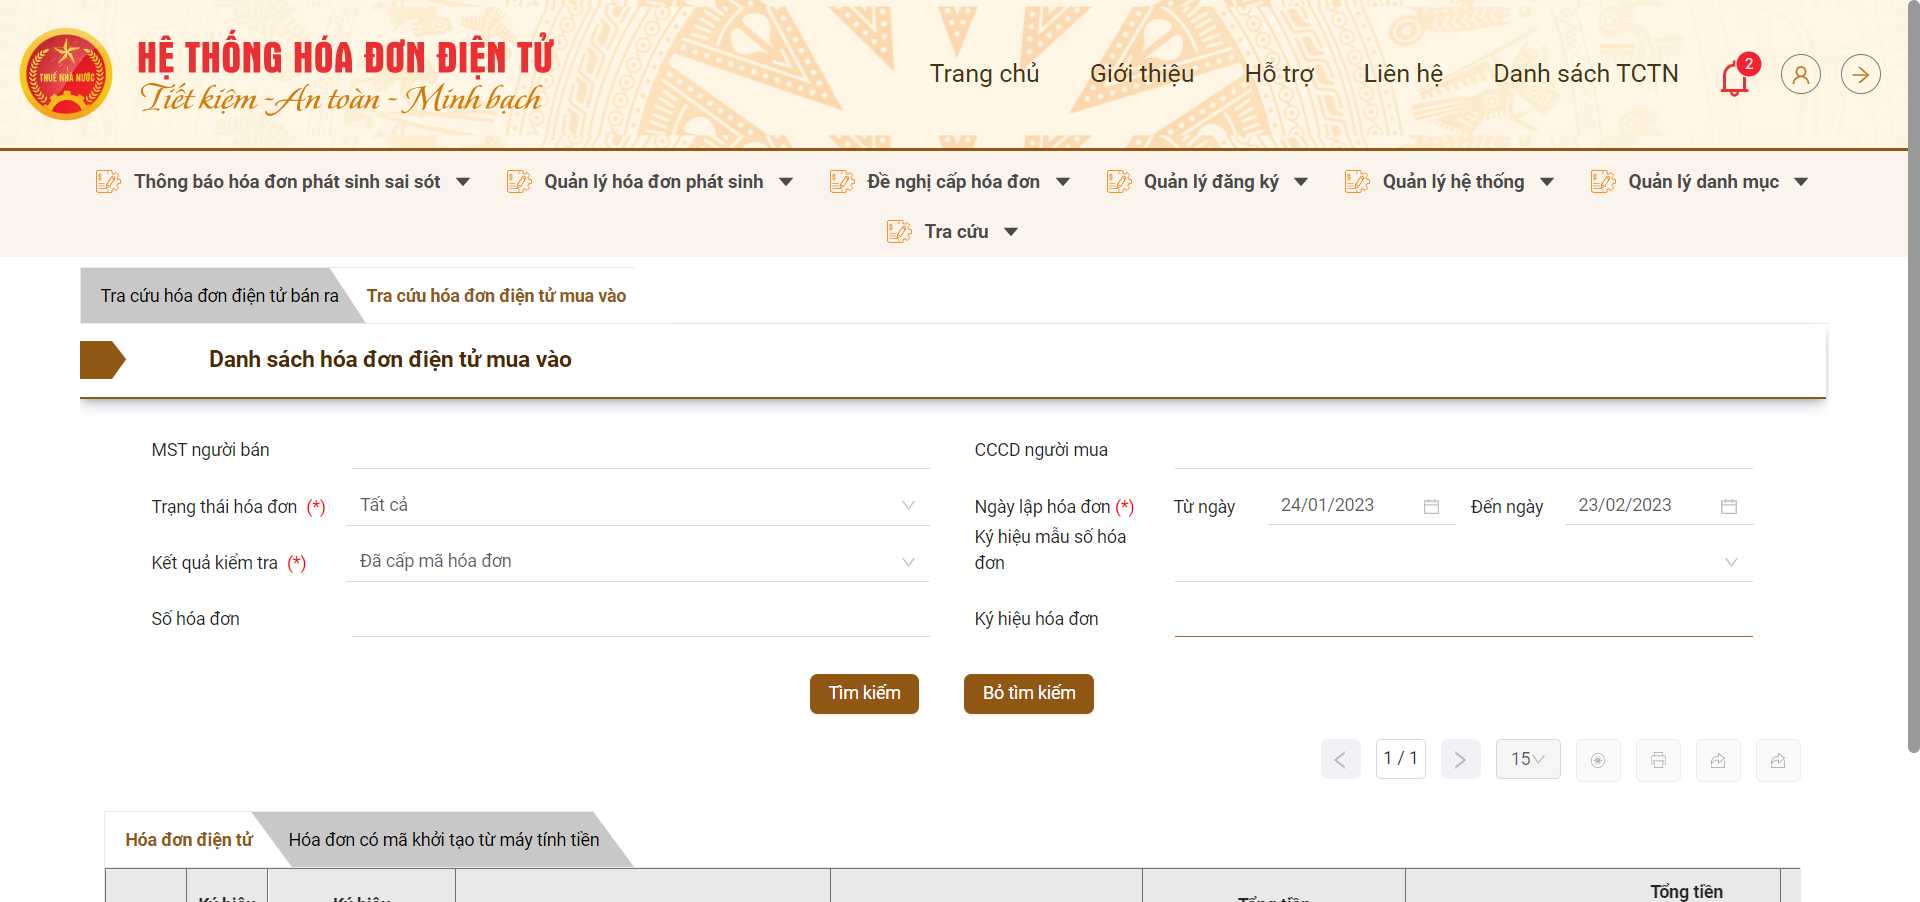 THUẾ NHÀ NƯỚC
HỆ THỐNG HÓA ĐƠN ĐIỆN TỬ
Tiết kiệm - An toàn - Minh bạch
Trang chủ Giới thiệu Hỗ trợ Liên hệ Danh sách TCTN 2
Thông báo hóa đơn phát sinh sai sót Quản lý hóa đơn phát sinh Đề nghị cấp hóa đơn Quản lý đăng ký Quản lý hệ thống Quản lý danh mục
Tra cứu
Tra cứu hóa đơn điện tử bán ra Tra cứu hóa đơn điện tử mua vào
Danh sách hóa đơn điện tử mua vào
MST người bán CCCD người mua
Trạng thái hóa đơn (*) Tất cả Ngày lập hóa đơn (*) Từ ngày 24/01/2023 Đến ngày 23/02/2023
Kết quả kiểm tra (*) Đã cấp mã hóa đơn Ký hiệu mẫu số hóa
đơn
Số hóa đơn Ký hiệu hóa đơn
Tìm kiếm Bỏ tìm kiếm
1 / 1 15
Hóa đơn điện tử Hóa đơn có mã khởi tạo từ máy tính tiền
Tổng tiền
Ký hiệu Ký hiệu Tổng tiền